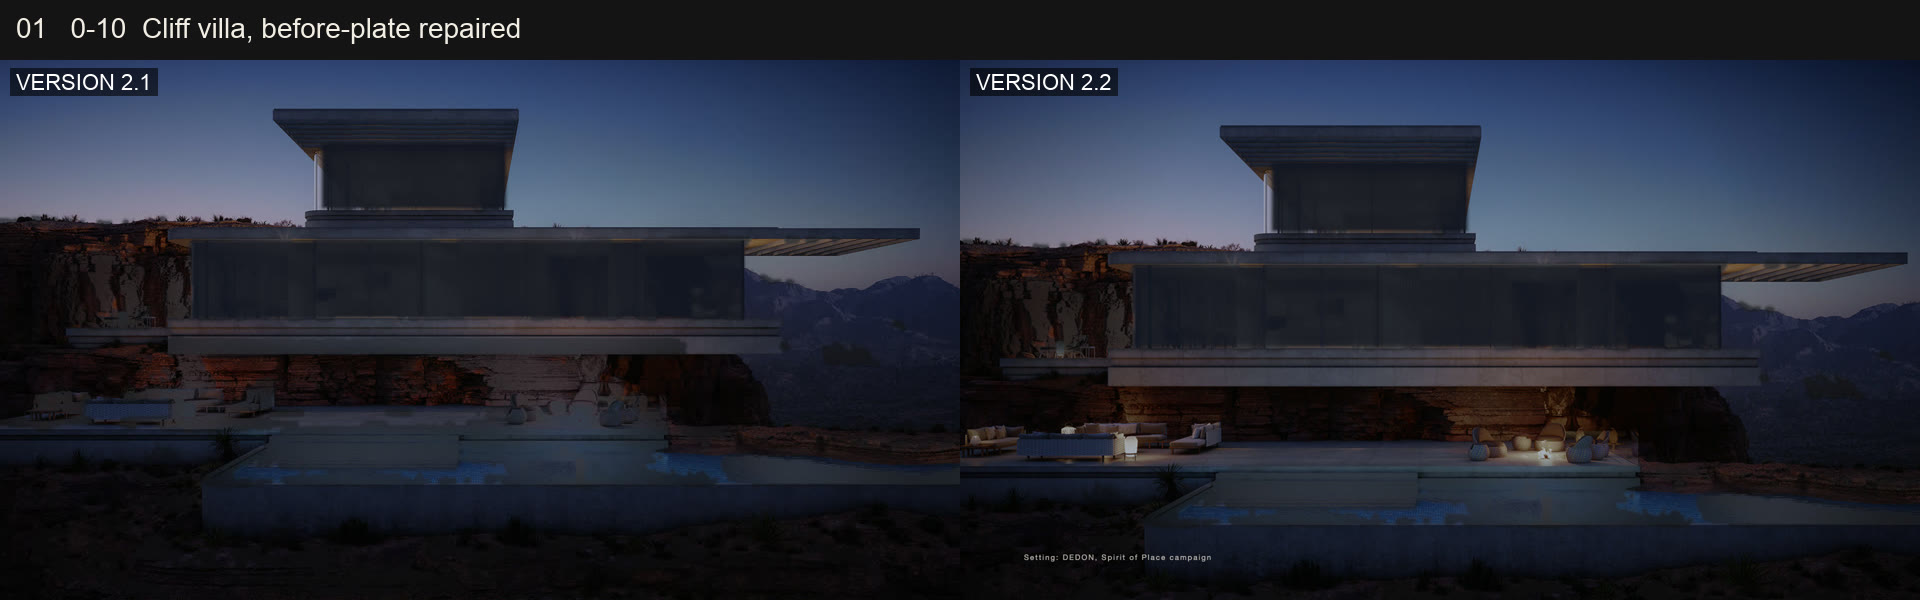 01 0-10 Cliff villa, before-plate repaired
VERSION 2.1
VERSION 2.2
Setting: DEDON, Spirit of Place campaign